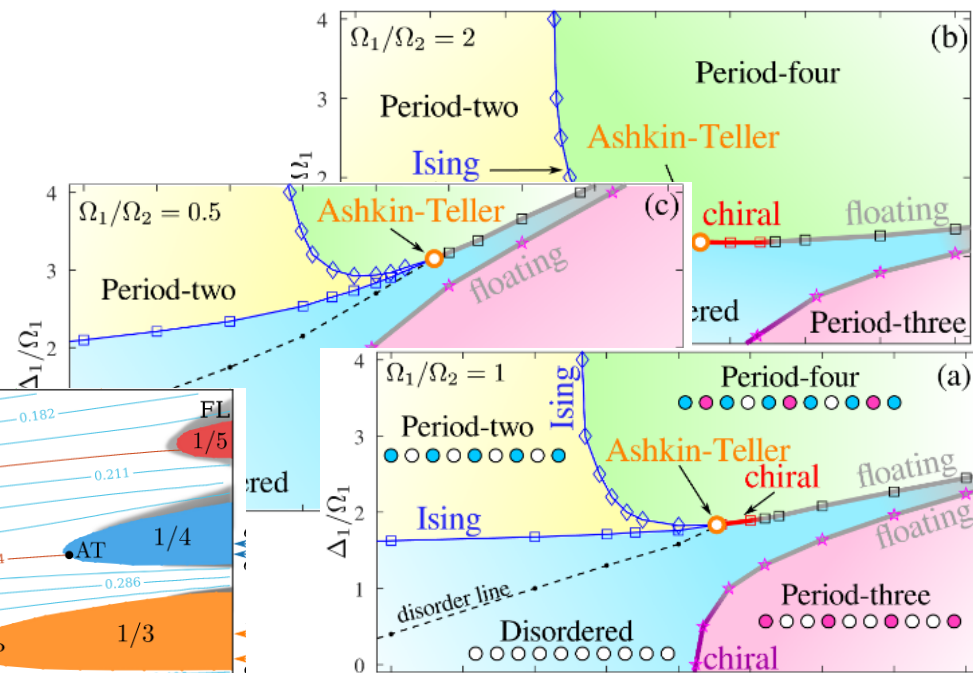 4
Ω₁/Ω₂ = 2
(b)
Period-four
3
Period-two
Ashkin-Teller
Ω₁
Ising
2
4
Ω₁/Ω₂ = 0.5
Ashkin-Teller
(c)
chiral
floating
3
Period-two
floating
Period-three
ered
Δ₁/Ω₁
2
4
Ω₁/Ω₂ = 1
Ising
Period-four
(a)
Period-two
3
Ashkin-Teller
chiral
floating
floating
2
Ising
Δ₁/Ω₁
1
disorder line
Period-three
Disordered
0
chiral
0.182
FL
1/5
0.211
ered
AT
1/4
0.286
1/3